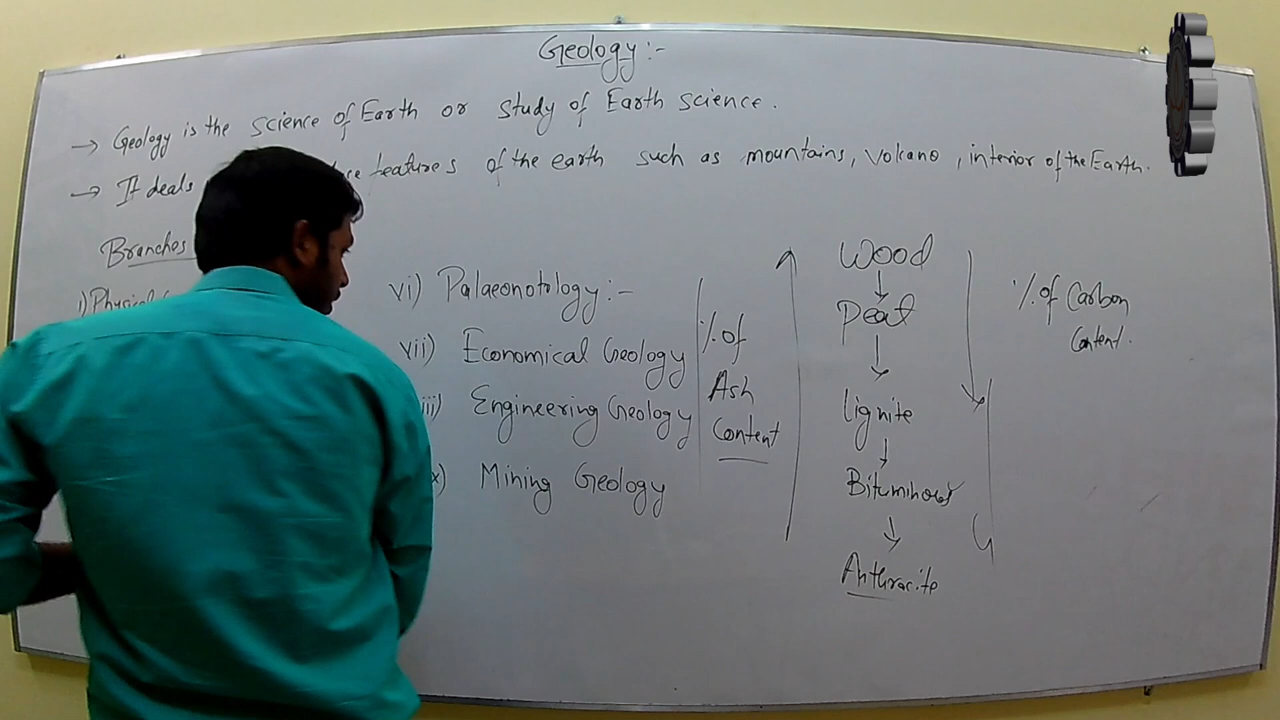 Geology :-
→ Geology is the science of Earth or study of Earth science.
→ It deals features of the earth such as mountains, Volcano, interior of the Earth.
Branches
i) Physical
vi) Palaeonotology :-
vii) Economical Geology
iii) Engineering Geology
x) Mining Geology
% of
Ash
Content
Wood
↓
Peat
↓
lignite
↓
Bituminous
↓
Anthracite
% of Carbon
Content.